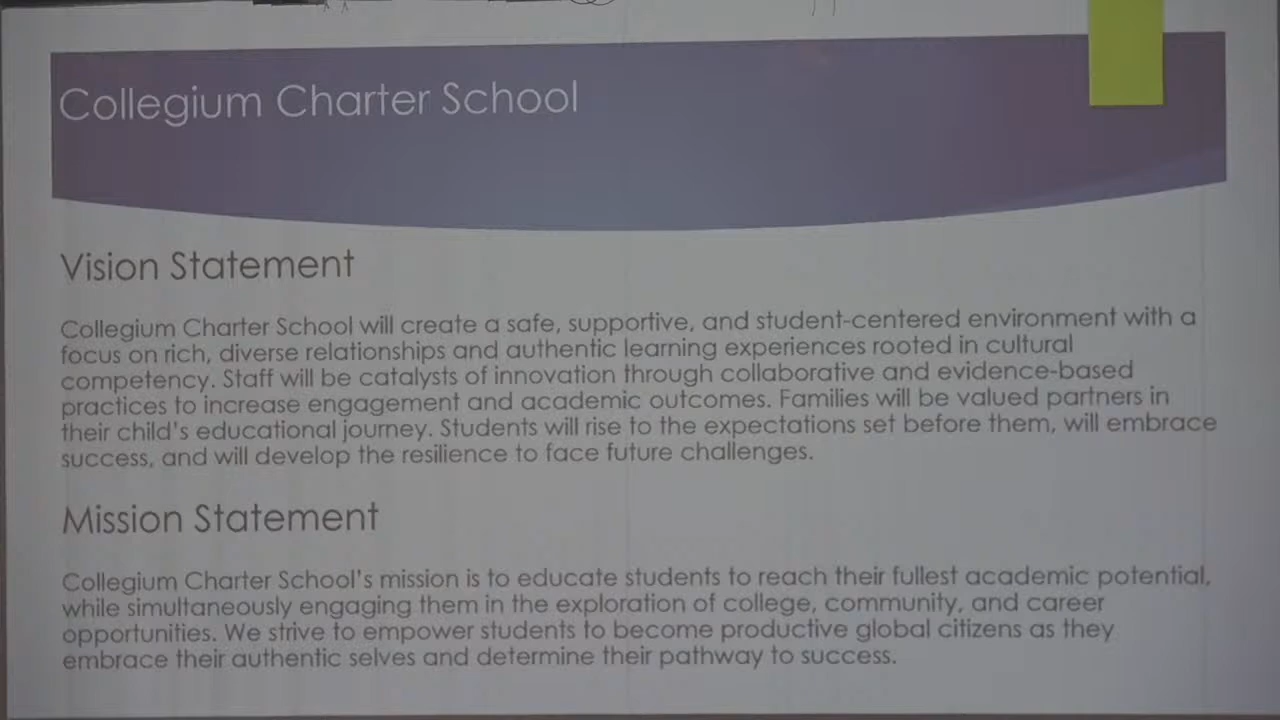 Collegium Charter School
Vision Statement
Collegium Charter School will create a safe, supportive, and student-centered environment with a
focus on rich, diverse relationships and authentic learning experiences rooted in cultural
competency. Staff will be catalysts of innovation through collaborative and evidence-based
practices to increase engagement and academic outcomes. Families will be valued partners in
their child's educational journey. Students will rise to the expectations set before them, will embrace
success, and will develop the resilience to face future challenges.
Mission Statement
Collegium Charter School's mission is to educate students to reach their fullest academic potential,
while simultaneously engaging them in the exploration of college, community, and career
opportunities. We strive to empower students to become productive global citizens as they
embrace their authentic selves and determine their pathway to success.